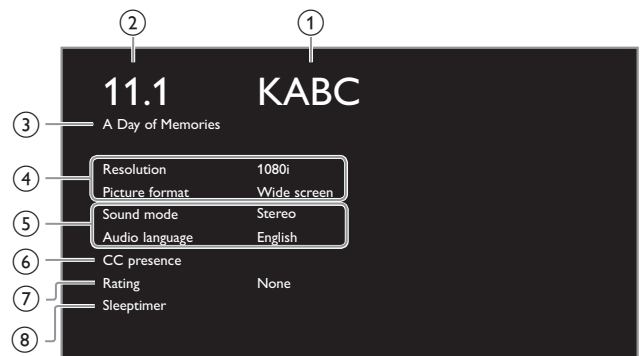 ② ①
11.1 KABC
③ A Day of Memories
④ Resolution 1080i
Picture format Wide screen
⑤ Sound mode Stereo
Audio language English
⑥ CC presence
⑦ Rating None
⑧ Sleeptimer